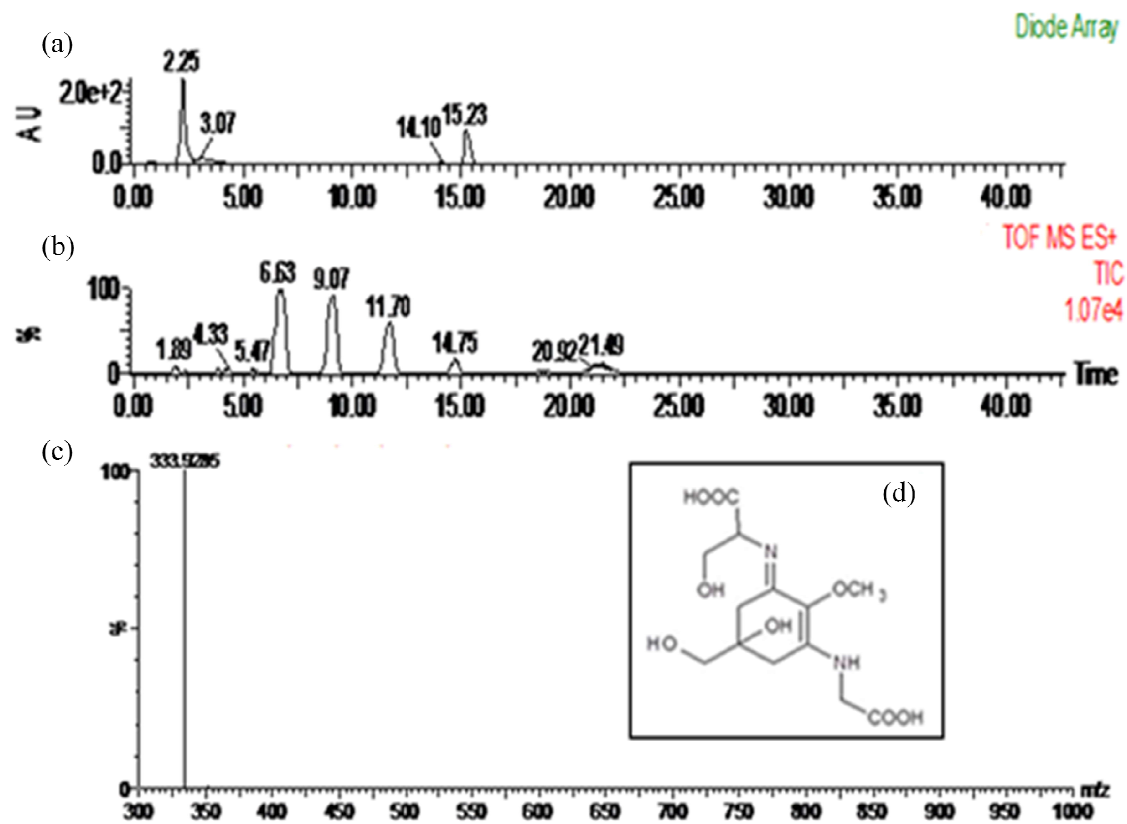 (a)
Diode Array
2.25
3.07
14.10
15.23
2.0e+2
0.0
AU
0.00 5.00 10.00 15.00 20.00 25.00 30.00 35.00 40.00
(b)
TOF MS ES+
TIC
1.07e4
6.63
9.07
11.70
1.89
4.33
5.47
14.75
20.92
21.49
100
%
0
Time
0.00 5.00 10.00 15.00 20.00 25.00 30.00 35.00 40.00
(c)
100
%
0
300 350 400 450 500 550 600 650 700 750 800 850 900 950 1000 m/z
(d)
HOOC
N
OH
OCH3
OH
HO
NH
COOH